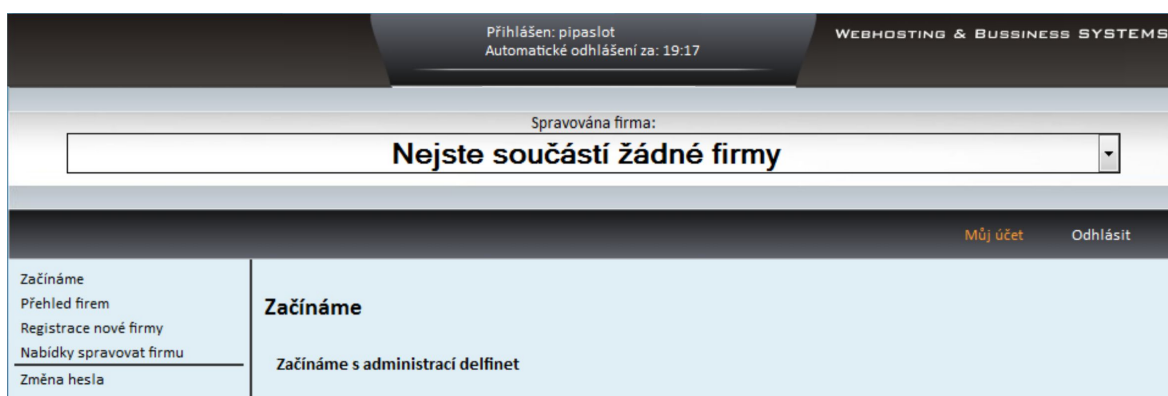 Přihlášen: pipaslot
Automatické odhlášení za: 19:17
WEBHOSTING & BUSSINESS SYSTEMS
Spravována firma:
Nejste součástí žádné firmy
Můj účet Odhlásit
Začínáme
Přehled firem
Registrace nové firmy
Nabídky spravovat firmu
Změna hesla
Začínáme
Začínáme s administrací delfinet